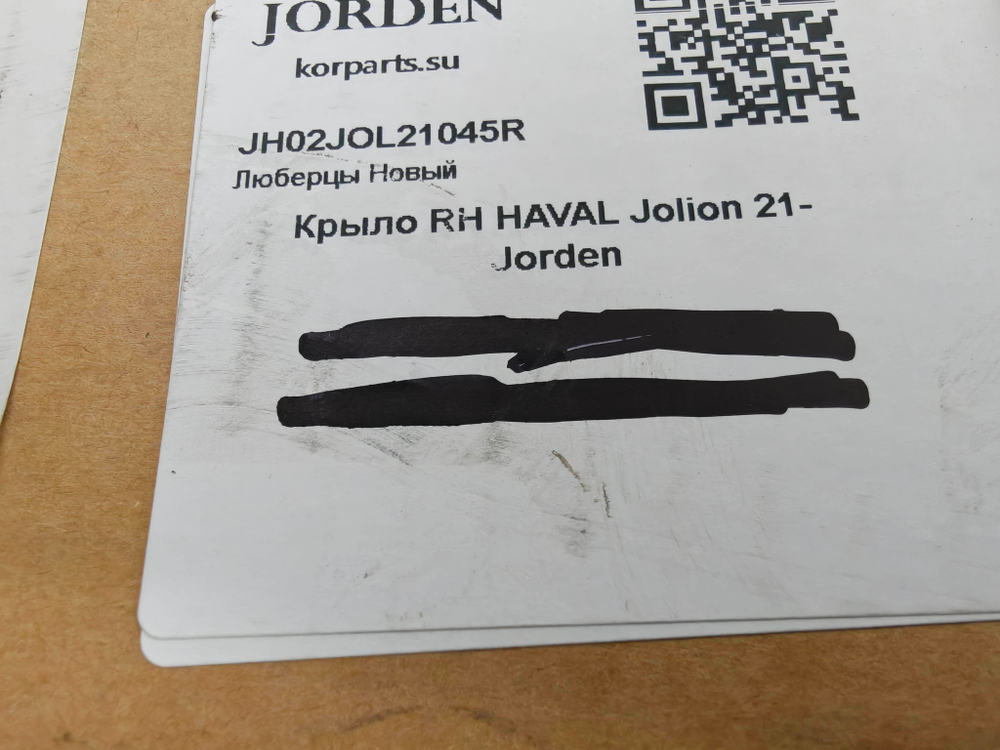 JORDEN
korparts.su
JH02JOL21045R
Люберцы Новый
Крыло RH HAVAL Jolion 21-
Jorden